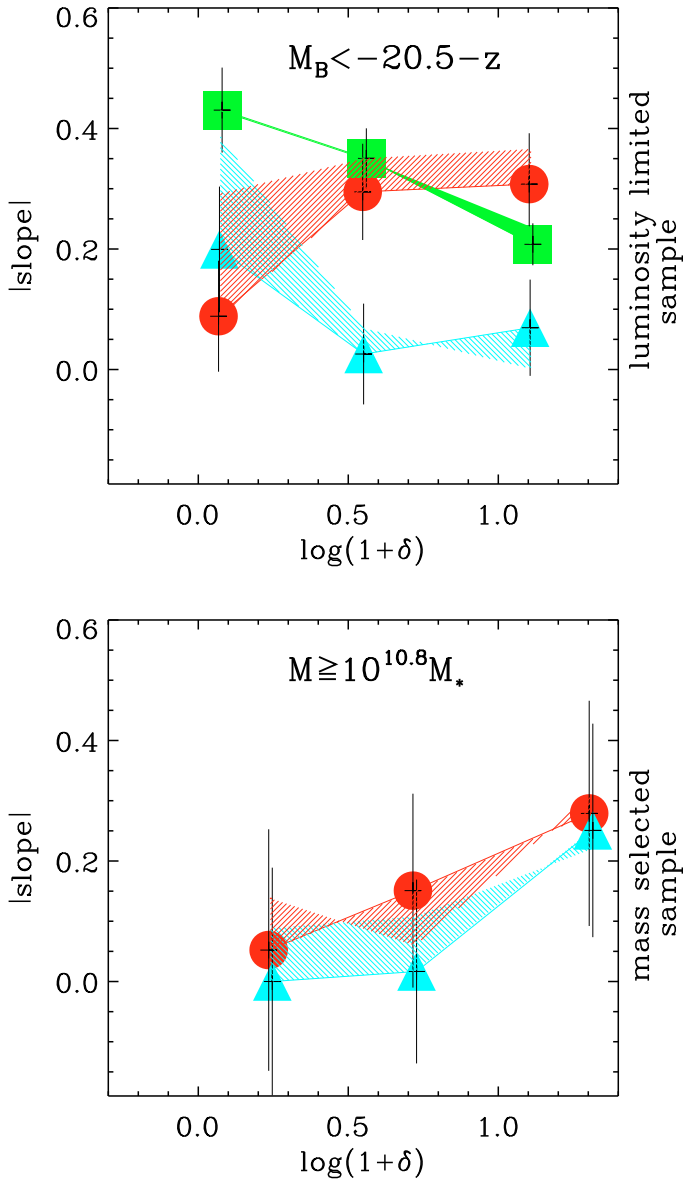 0.6
M_B<-20.5-z
0.4
0.2
0.0
|slope|
luminosity limited
sample
0.0 0.5 1.0
log(1+δ)
0.6
M≧10^10.8M_*
0.4
0.2
0.0
|slope|
mass selected
sample
0.0 0.5 1.0
log(1+δ)